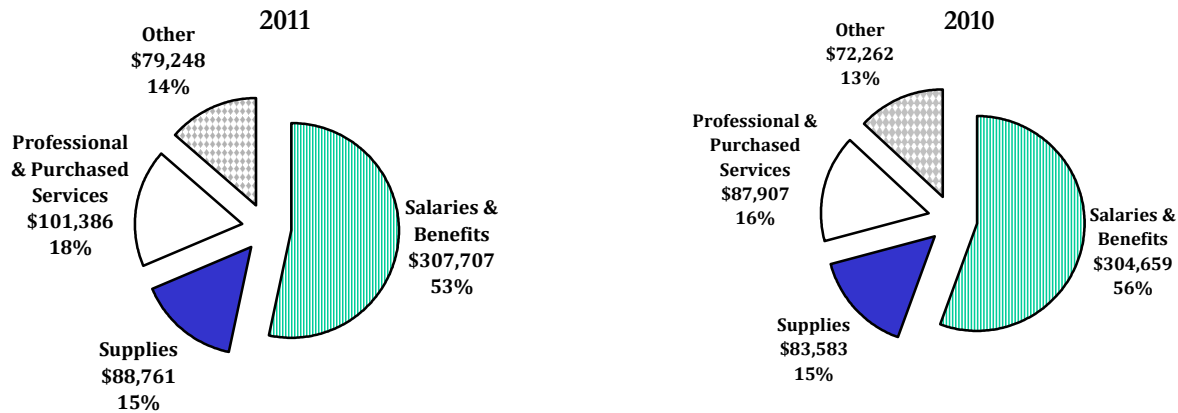 2011
Other
$79,248
14%
Professional
& Purchased
Services
$101,386
18%
Salaries &
Benefits
$307,707
53%
Supplies
$88,761
15%
2010
Other
$72,262
13%
Professional &
Purchased
Services
$87,907
16%
Salaries &
Benefits
$304,659
56%
Supplies
$83,583
15%